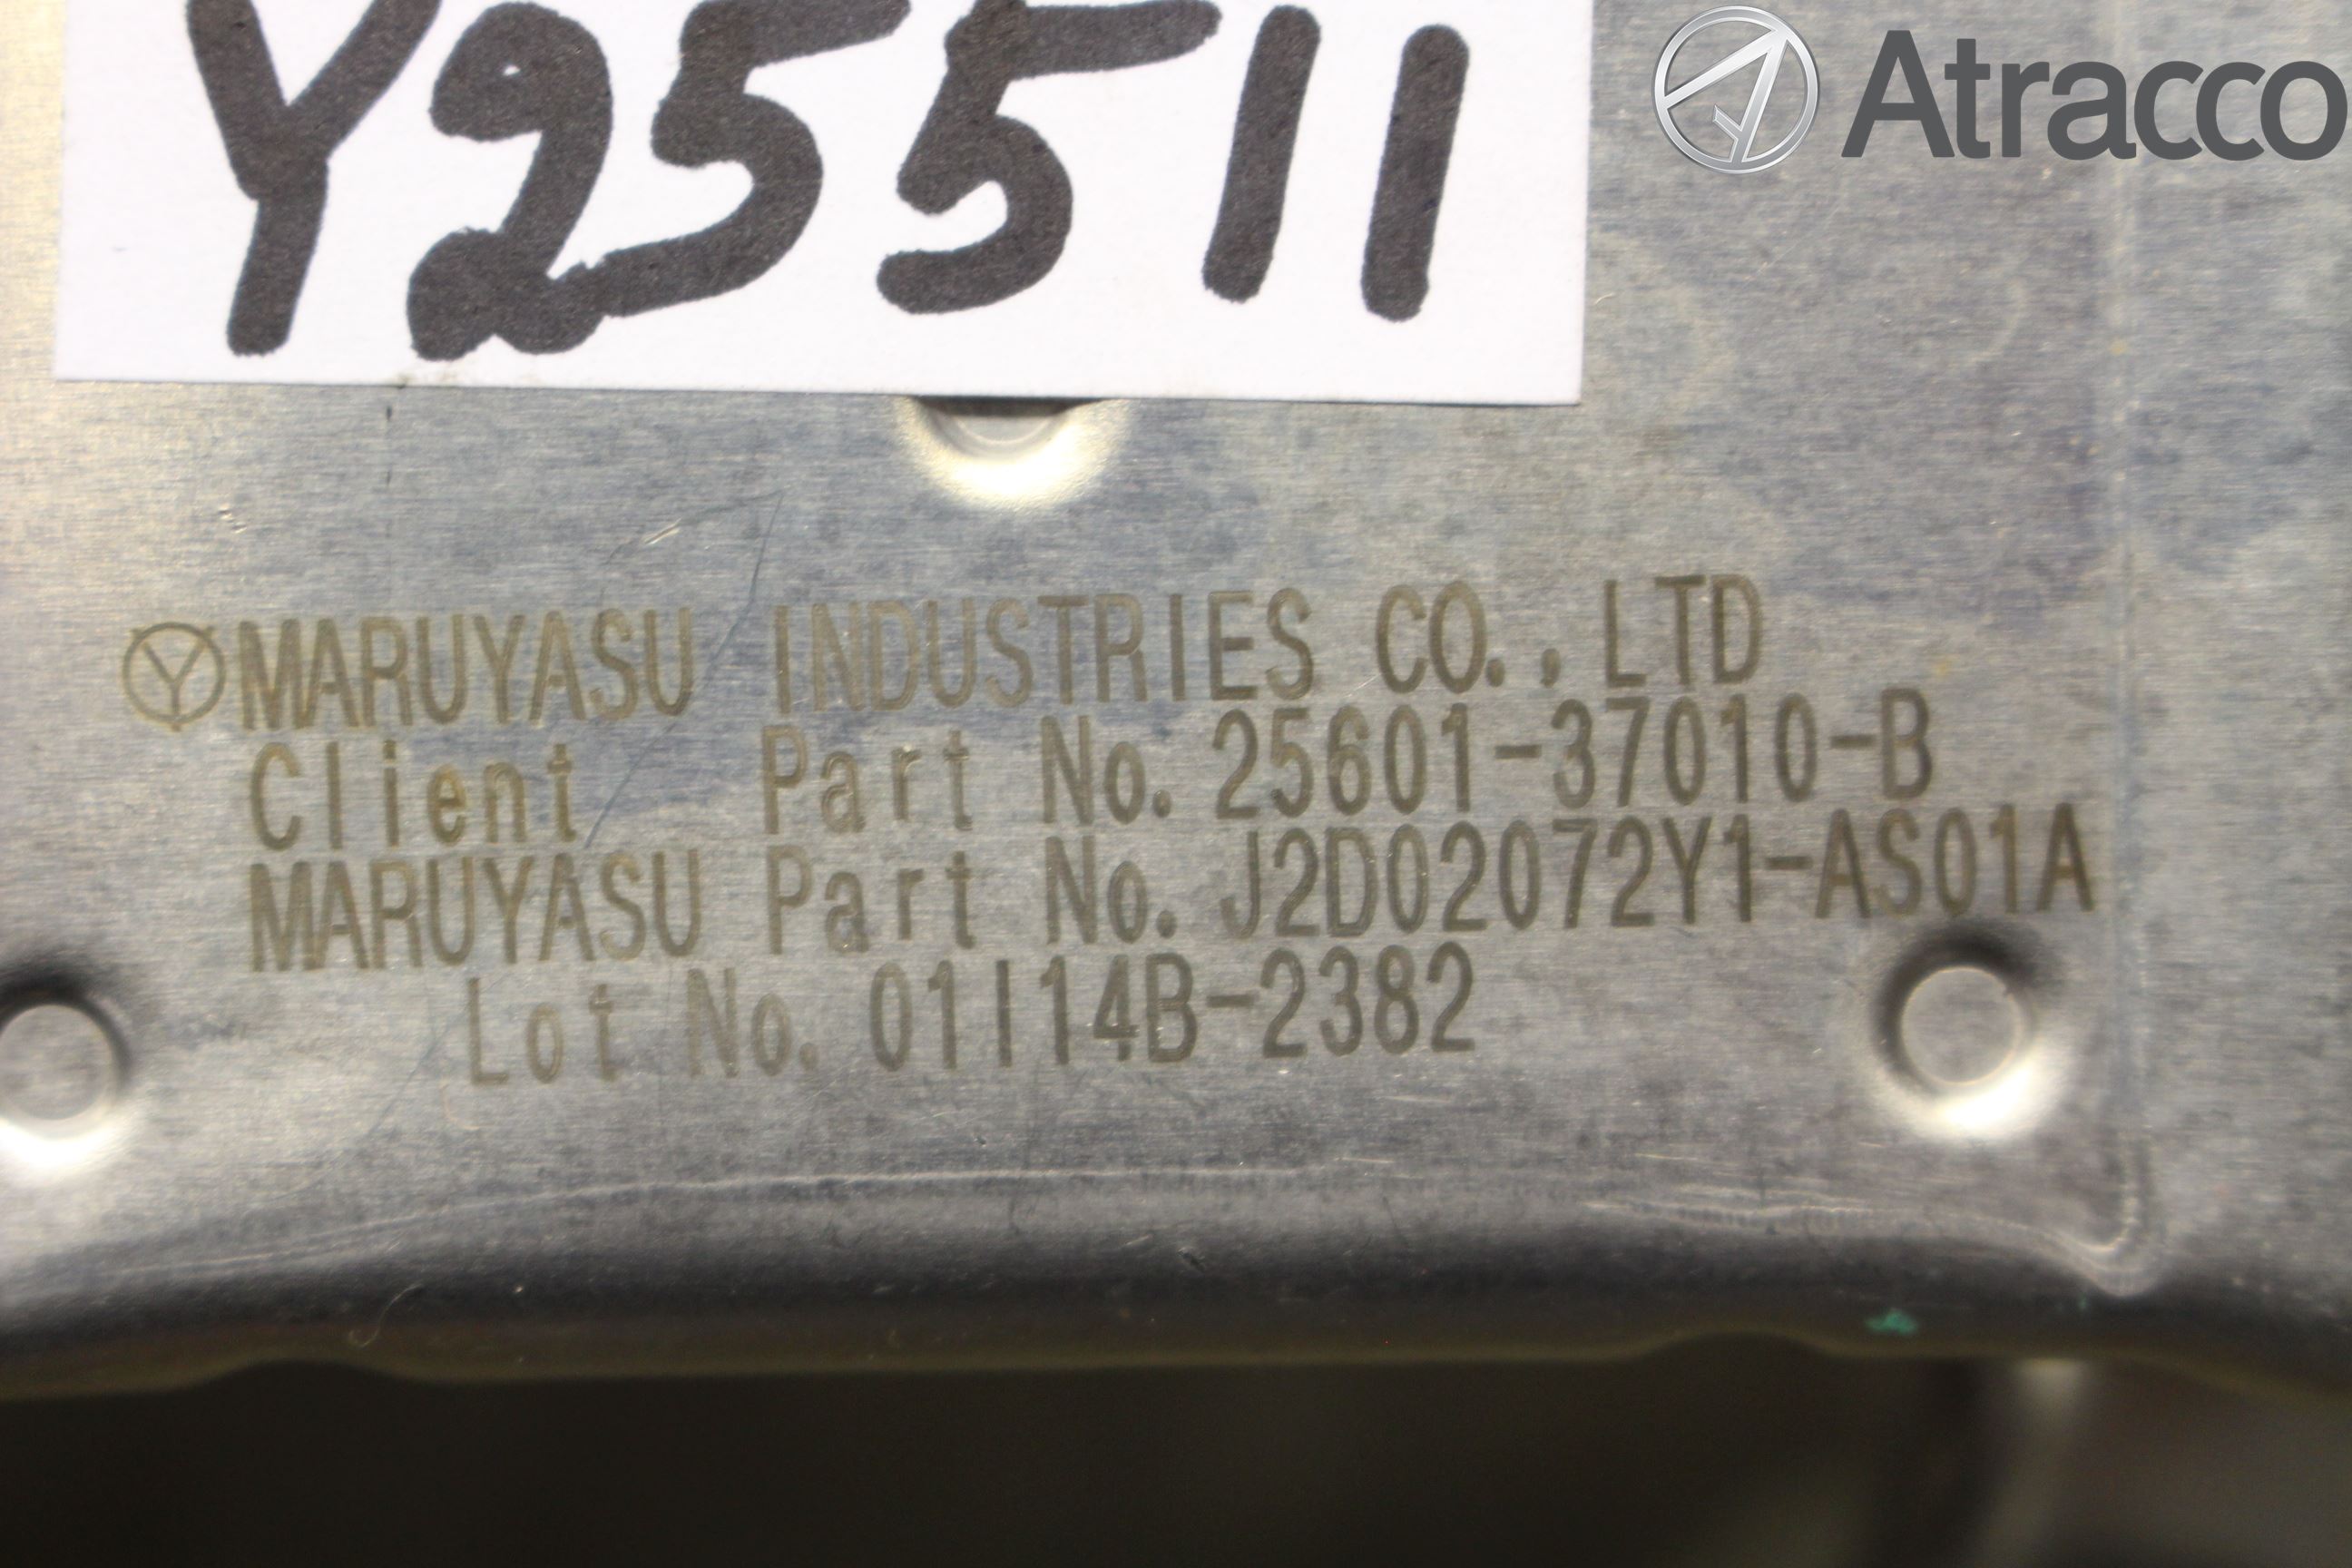 Y25511
Atracco
Y MARUYASU INDUSTRIES CO., LTD
Client Part No. 25601-37010-B
MARUYASU Part No. J2D02072Y1-AS01A
Lot No. 01I14B-2382